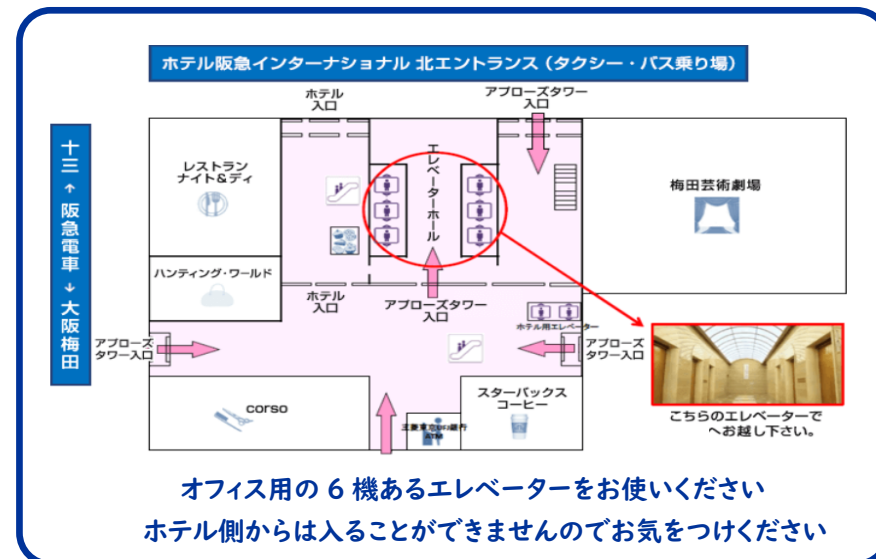 ホテル阪急インターナショナル 北エントランス（タクシー・バス乗り場）
ホテル
入口
アプローズタワー
入口
十三 ↑ 阪急電車 ↓ 大阪梅田
レストラン
ナイト&ディ
エレベーターホール
梅田芸術劇場
ハンティング・ワールド
ホテル
入口
アプローズタワー
入口
ホテル用エレベーター
アプローズ
タワー入口
アプローズ
タワー入口
corso
三菱東京UFJ銀行
ATM
スターバックス
コーヒー
こちらのエレベーターで
へお越し下さい。
オフィス用の 6 機あるエレベーターをお使いください
ホテル側からは入ることができませんのでお気をつけください